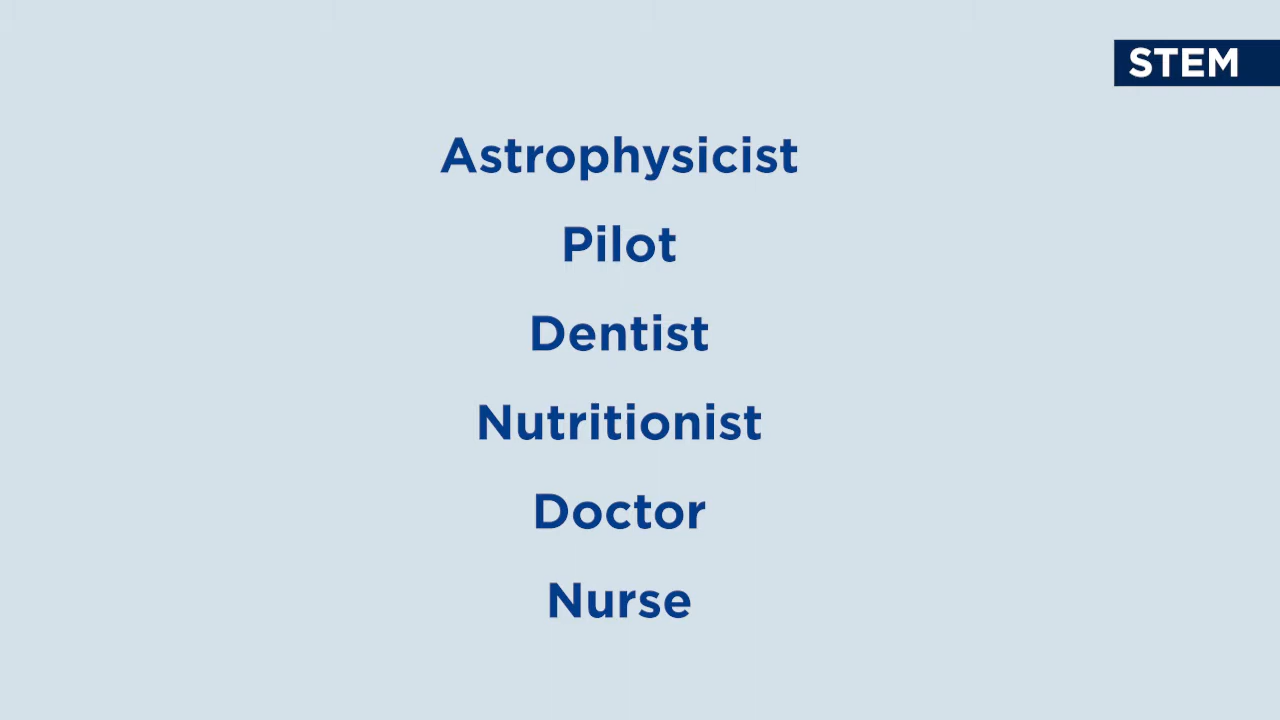 STEM
Astrophysicist
Pilot
Dentist
Nutritionist
Doctor
Nurse